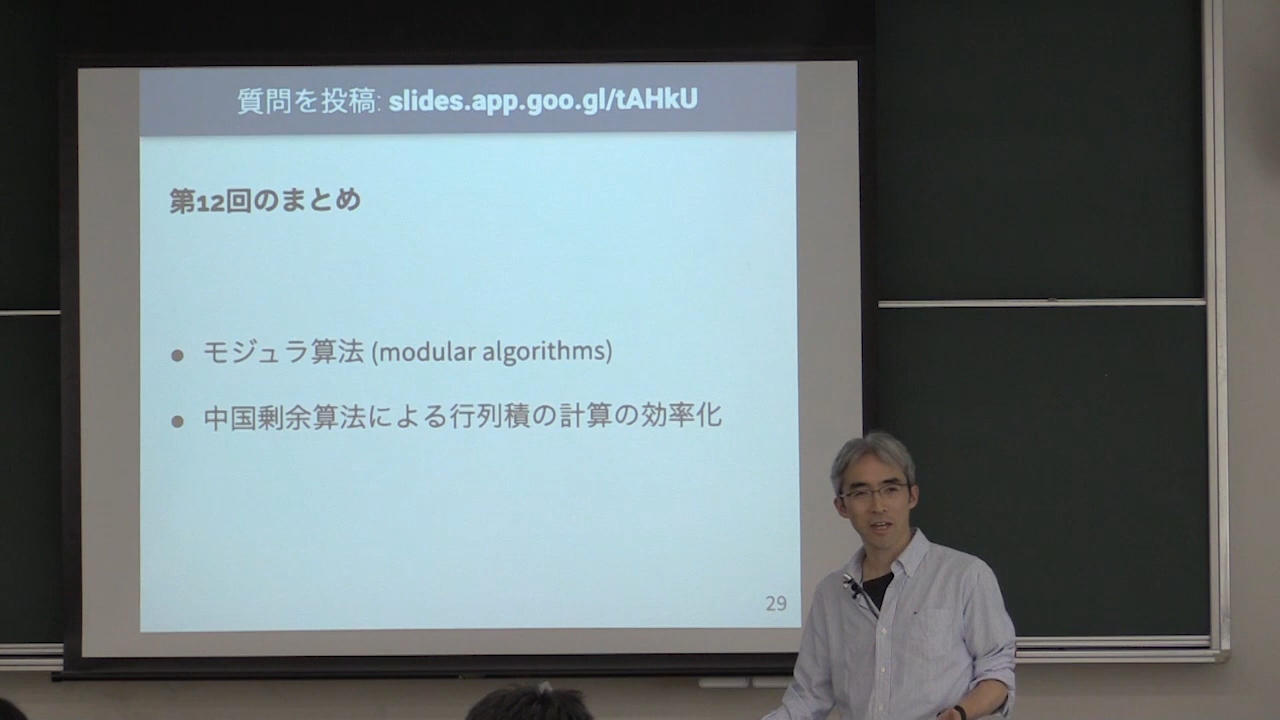 質問を投稿: slides.app.goo.gl/tAHkU
第12回のまとめ
● モジュラ算法 (modular algorithms)
● 中国剰余算法による行列積の計算の効率化
29